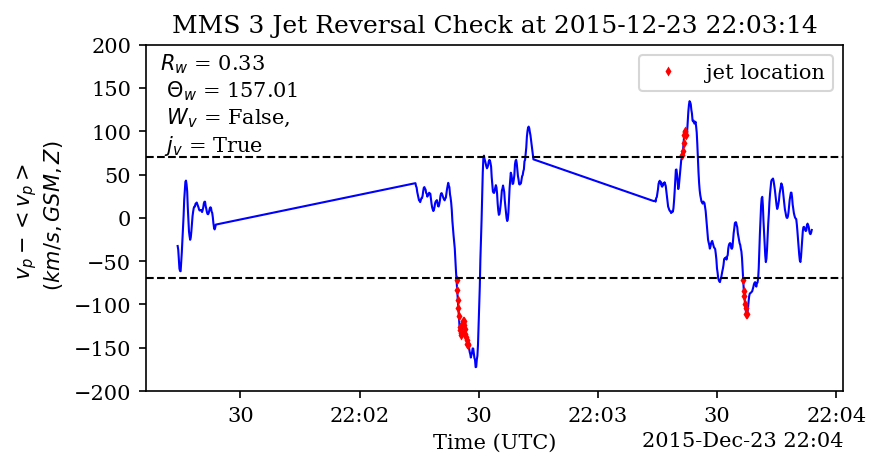 MMS 3 Jet Reversal Check at 2015-12-23 22:03:14
R_w = 0.33
Θ_w = 157.01
W_v = False,
j_v = True
jet location
200
150
100
50
0
−50
−100
−150
−200
v_p − < v_p >
(km/s, GSM, Z)
30 22:02 30 22:03 30 22:04
Time (UTC)
2015-Dec-23 22:04